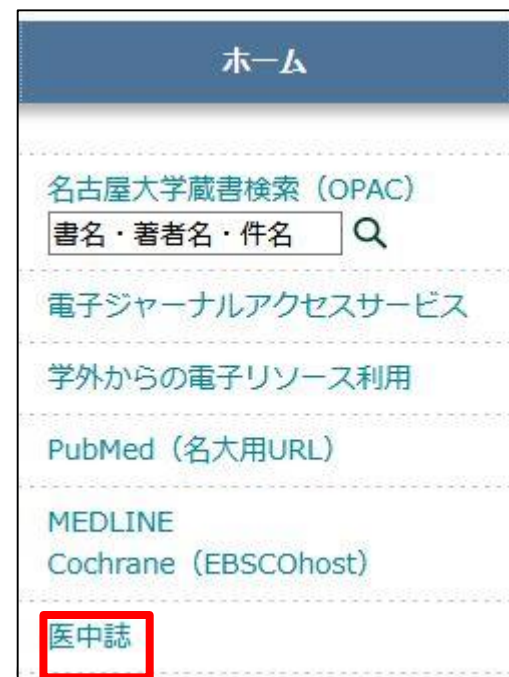 ホーム
名古屋大学蔵書検索（OPAC）
書名・著者名・件名
電子ジャーナルアクセスサービス
学外からの電子リソース利用
PubMed（名大用URL）
MEDLINE
Cochrane（EBSCOhost）
医中誌